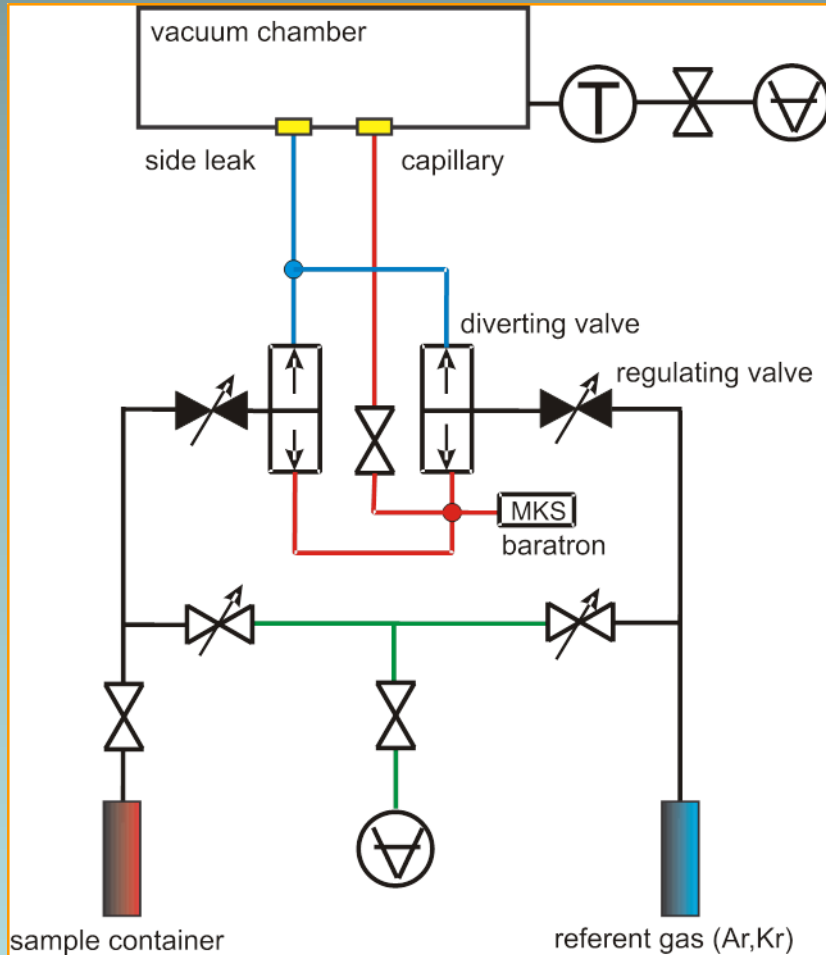 vacuum chamber
T
side leak
capillary
diverting valve
regulating valve
MKS
baratron
sample container
referent gas (Ar,Kr)